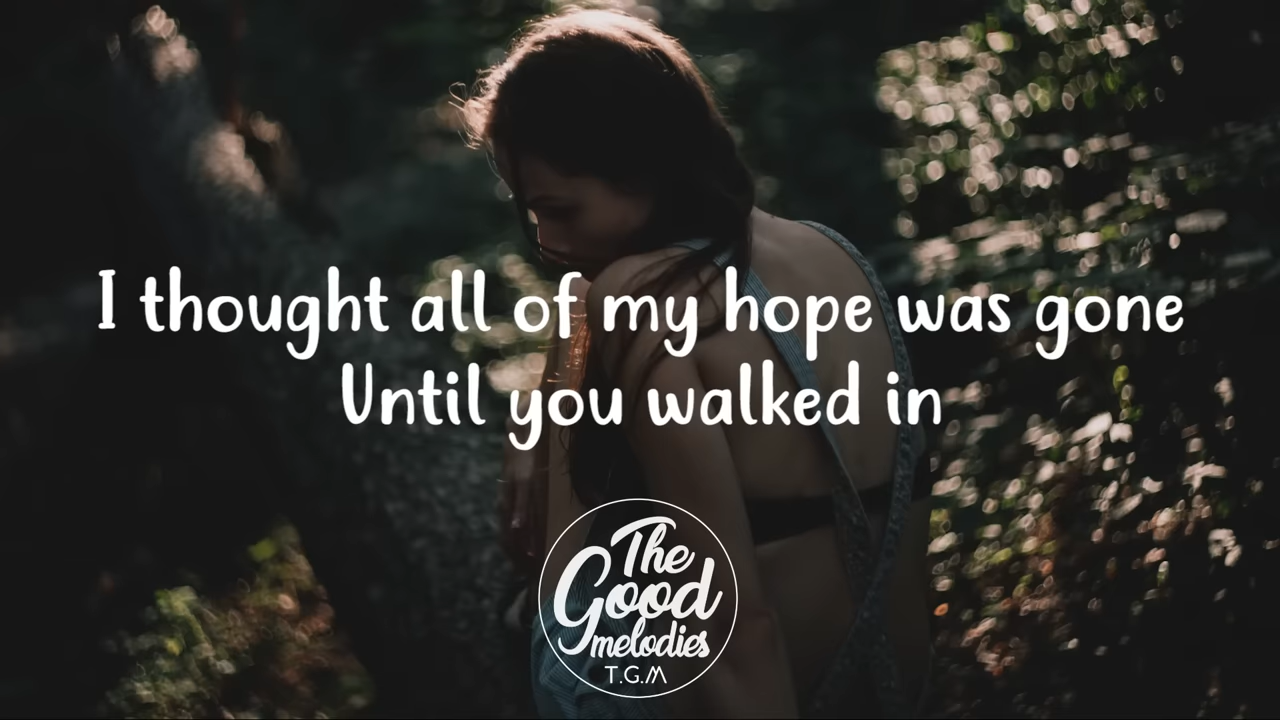 I thought all of my hope was gone
Until you walked in
The
Good
melodies
T.G.M